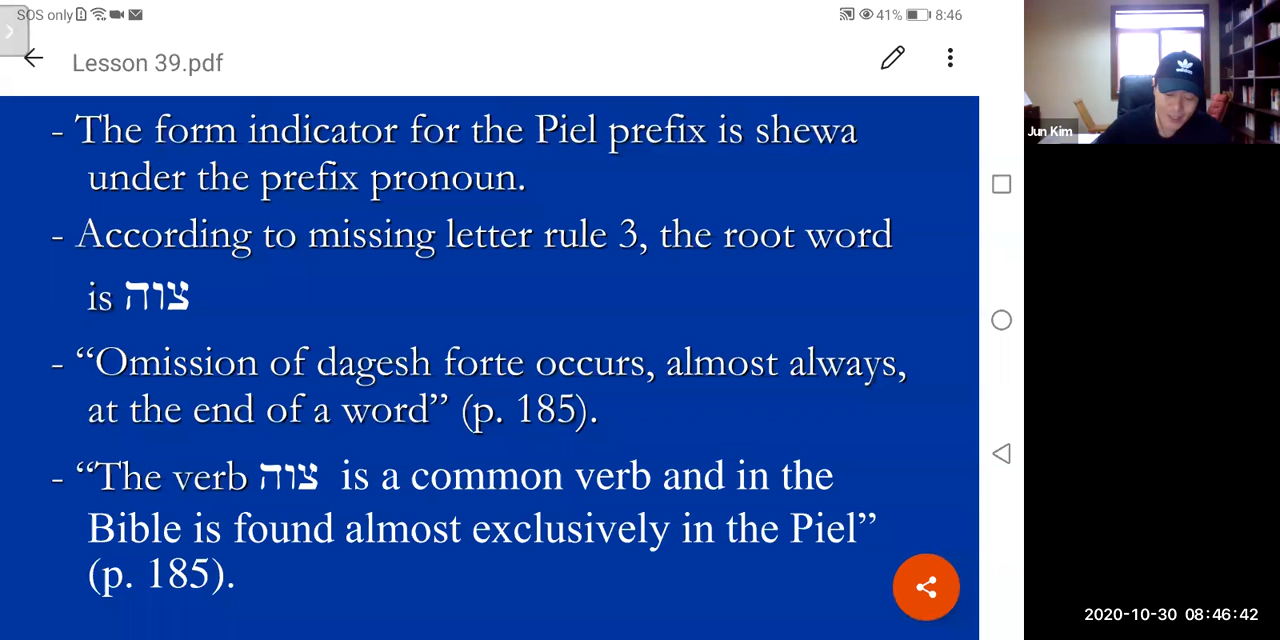 SOS only 41% 8:46
Lesson 39.pdf
- The form indicator for the Piel prefix is shewa
under the prefix pronoun.
- According to missing letter rule 3, the root word
is צוה
- “Omission of dagesh forte occurs, almost always,
at the end of a word” (p. 185).
- “The verb צוה is a common verb and in the
Bible is found almost exclusively in the Piel”
(p. 185).
Jun Kim
adidas
2020-10-30 08:46:42